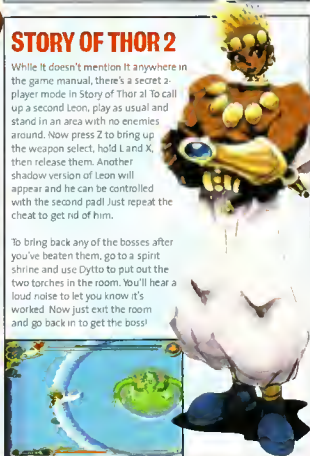 STORY OF THOR 2
While It doesn't mention It anywhere in
the game manual, there's a secret 2-
player mode in Story of Thor 2! To call
up a second Leon, play as usual and
stand in an area with no enemies
around. Now press Z to bring up
the weapon select, hold L and X,
then release them. Another
shadow version of Leon will
appear and he can be controlled
with the second pad! Just repeat the
cheat to get rid of him.
To bring back any of the bosses after
you've beaten them, go to a spirit
shrine and use Dytto to put out the
two torches in the room. You'll hear a
loud noise to let you know it's
worked. Now just exit the room
and go back in to get the boss!